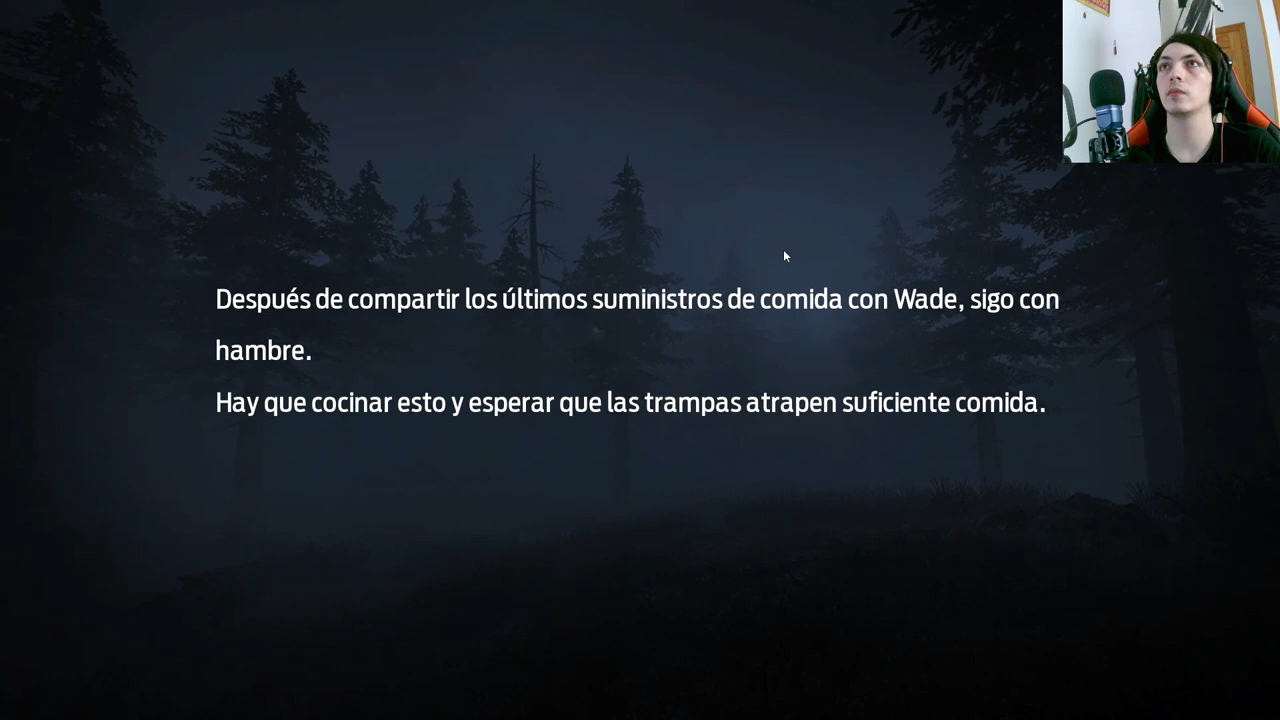 Después de compartir los últimos suministros de comida con Wade, sigo con
hambre.
Hay que cocinar esto y esperar que las trampas atrapen suficiente comida.